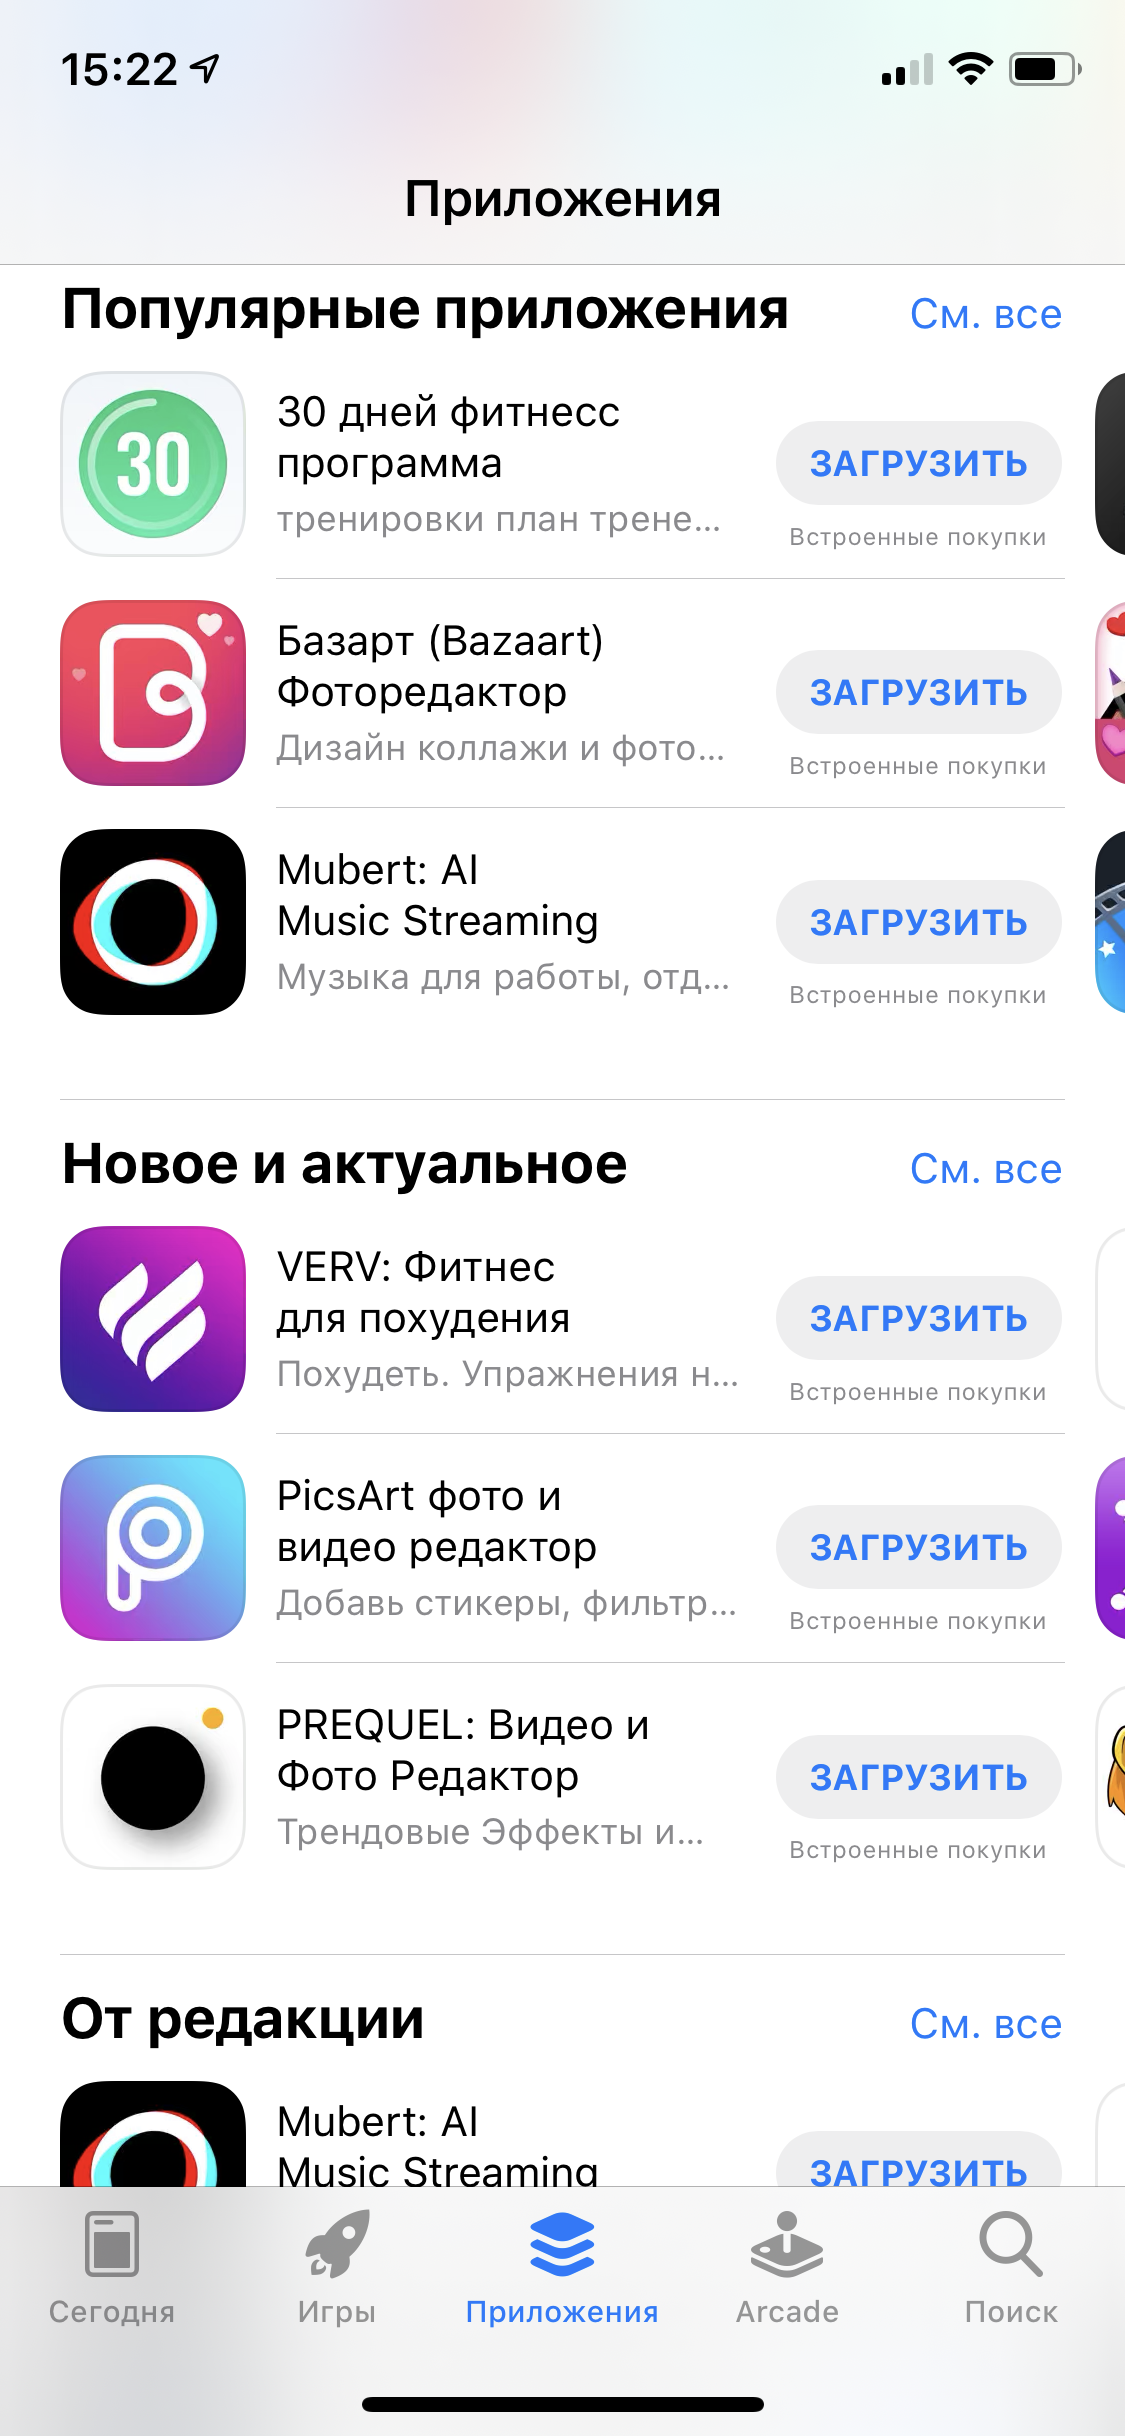 15:22
Приложения
Популярные приложения
См. все
30
30 дней фитнесс
программа
тренировки план трене...
ЗАГРУЗИТЬ
Встроенные покупки
Базарт (Bazaart)
Фоторедактор
Дизайн коллажи и фото...
ЗАГРУЗИТЬ
Встроенные покупки
Mubert: AI
Music Streaming
Музыка для работы, отд...
ЗАГРУЗИТЬ
Встроенные покупки
Новое и актуальное
См. все
VERV: Фитнес
для похудения
Похудеть. Упражнения н...
ЗАГРУЗИТЬ
Встроенные покупки
PicsArt фото и
видео редактор
Добавь стикеры, фильтр...
ЗАГРУЗИТЬ
Встроенные покупки
PREQUEL: Видео и
Фото Редактор
Трендовые Эффекты и...
ЗАГРУЗИТЬ
Встроенные покупки
От редакции
См. все
Mubert: AI
Music Streaming
ЗАГРУЗИТЬ
Сегодня
Игры
Приложения
Arcade
Поиск